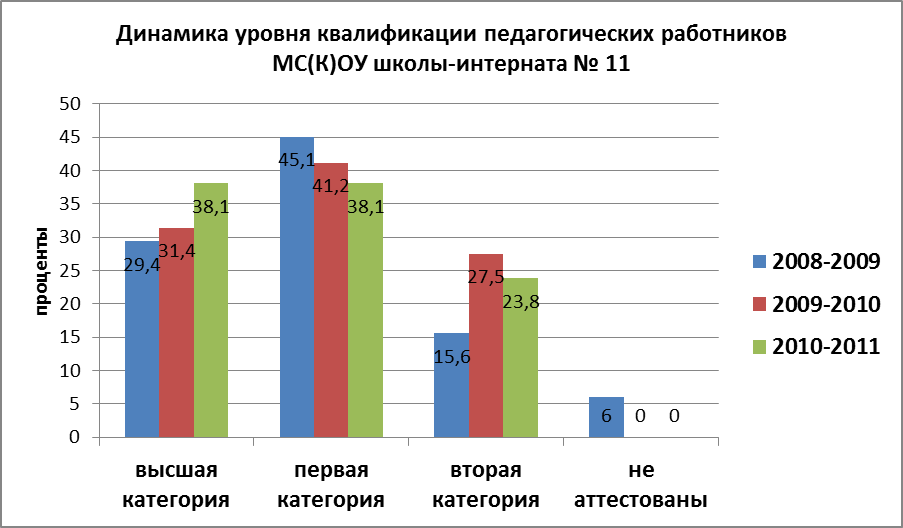 Динамика уровня квалификации педагогических работников
МС(К)ОУ школы-интерната № 11
проценты
50
45
40
35
30
25
20
15
10
5
0
29,4
31,4
38,1
45,1
41,2
38,1
15,6
27,5
23,8
6
0
0
высшая
категория
первая
категория
вторая
категория
не
аттестованы
2008-2009
2009-2010
2010-2011